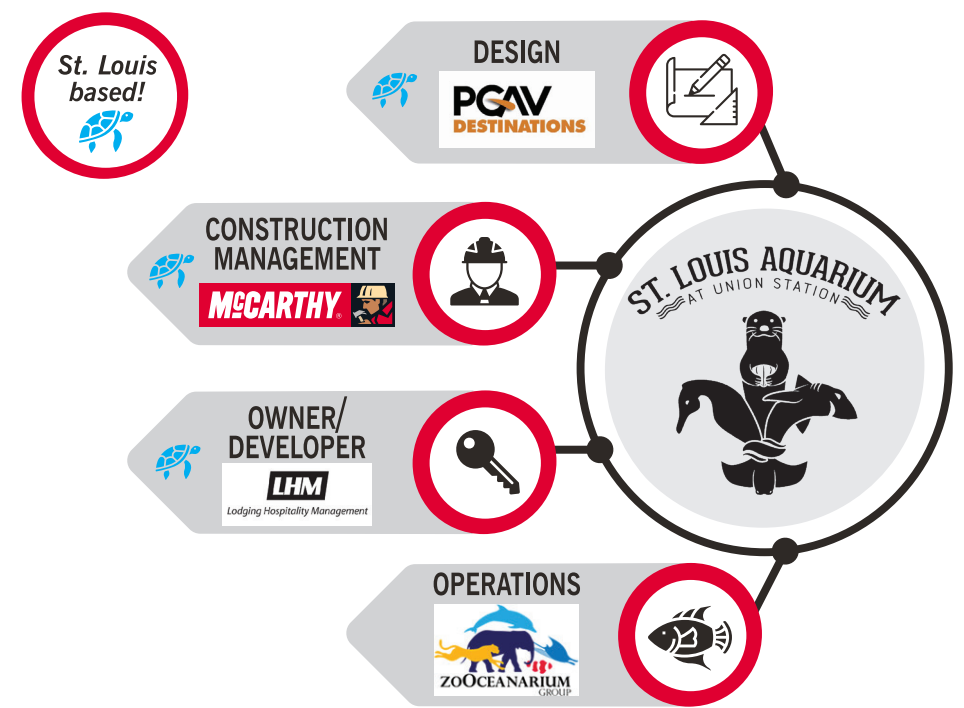 St. Louis
based!
DESIGN
PGAV
DESTINATIONS
CONSTRUCTION
MANAGEMENT
McCARTHY®
OWNER/
DEVELOPER
LHM
Lodging Hospitality Management
OPERATIONS
ZOOCEANARIUM
GROUP
ST. LOUIS AQUARIUM
AT UNION STATION